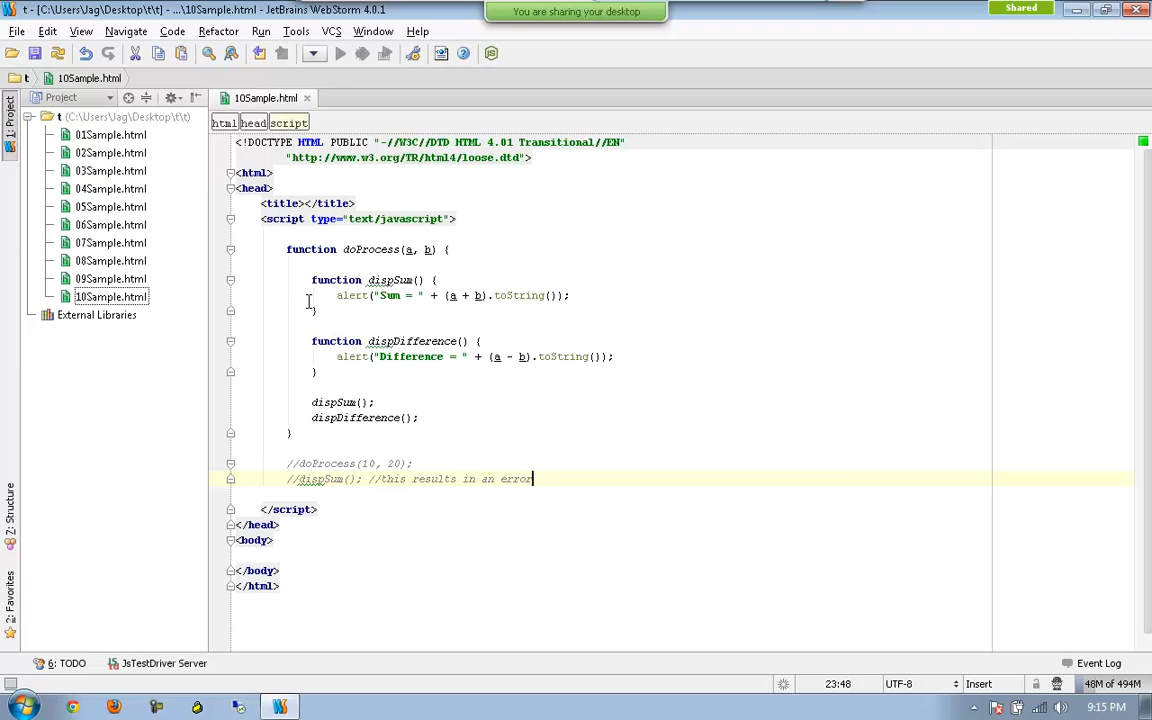 t - [C:\Users\Jag\Desktop\t\t] - ...\10Sample.html - JetBrains WebStorm 4.0.1
You are sharing your desktop
Shared
File Edit View Navigate Code Refactor Run Tools VCS Window Help
t 10Sample.html
Project
10Sample.html
html head script
1: Project
t (C:\Users\Jag\Desktop\t\t)
01Sample.html
02Sample.html
03Sample.html
04Sample.html
05Sample.html
06Sample.html
07Sample.html
08Sample.html
09Sample.html
10Sample.html
External Libraries
<!DOCTYPE HTML PUBLIC "-//W3C//DTD HTML 4.01 Transitional//EN"
"http://www.w3.org/TR/html4/loose.dtd">
<html>
<head>
<title></title>
<script type="text/javascript">
function doProcess(a, b) {
function dispSum() {
alert("Sum = " + (a + b).toString());
}
function dispDifference() {
alert("Difference = " + (a - b).toString());
}
dispSum();
dispDifference();
}
//doProcess(10, 20);
//dispSum(); //this results in an error
</script>
</head>
<body>
</body>
</html>
Z: Structure
2: Favorites
6: TODO JsTestDriver Server Event Log
23:48 UTF-8 Insert 48M of 494M
9:15 PM